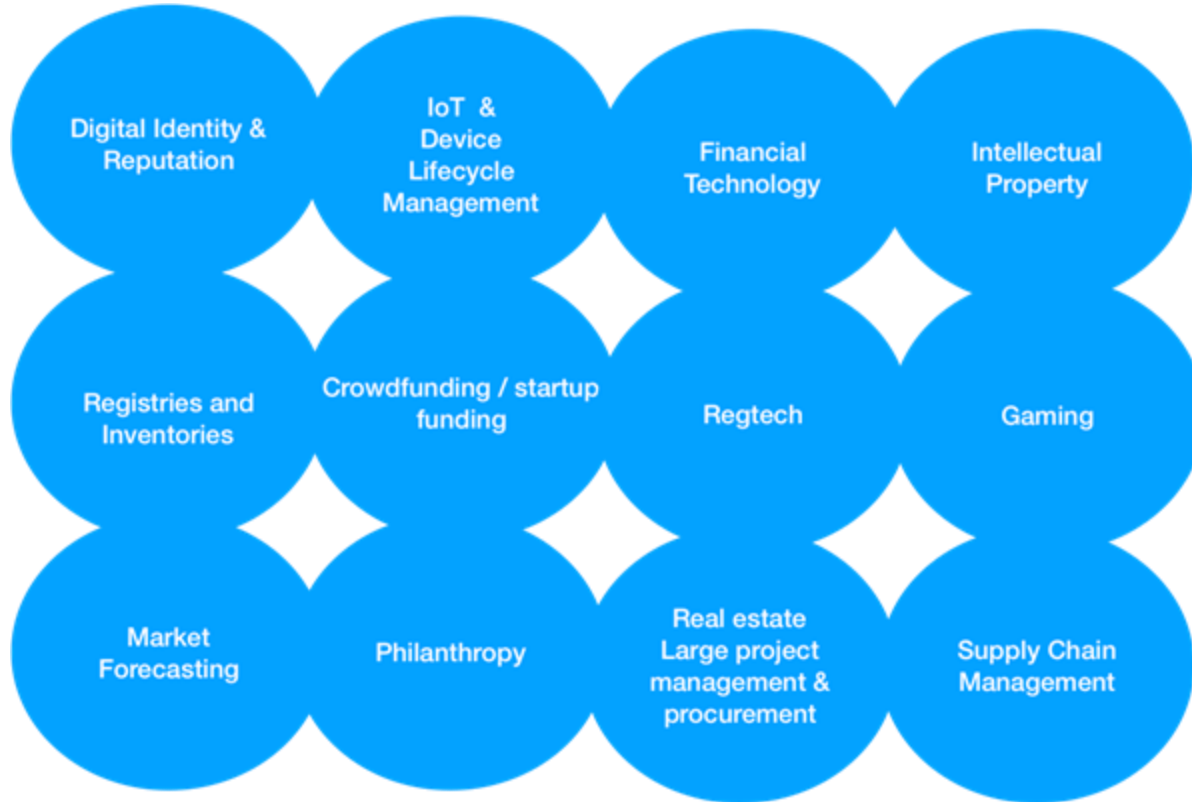 Digital Identity &
Reputation
IoT &
Device
Lifecycle
Management
Financial
Technology
Intellectual
Property
Registries and
Inventories
Crowdfunding / startup
funding
Regtech
Gaming
Market
Forecasting
Philanthropy
Real estate
Large project
management &
procurement
Supply Chain
Management